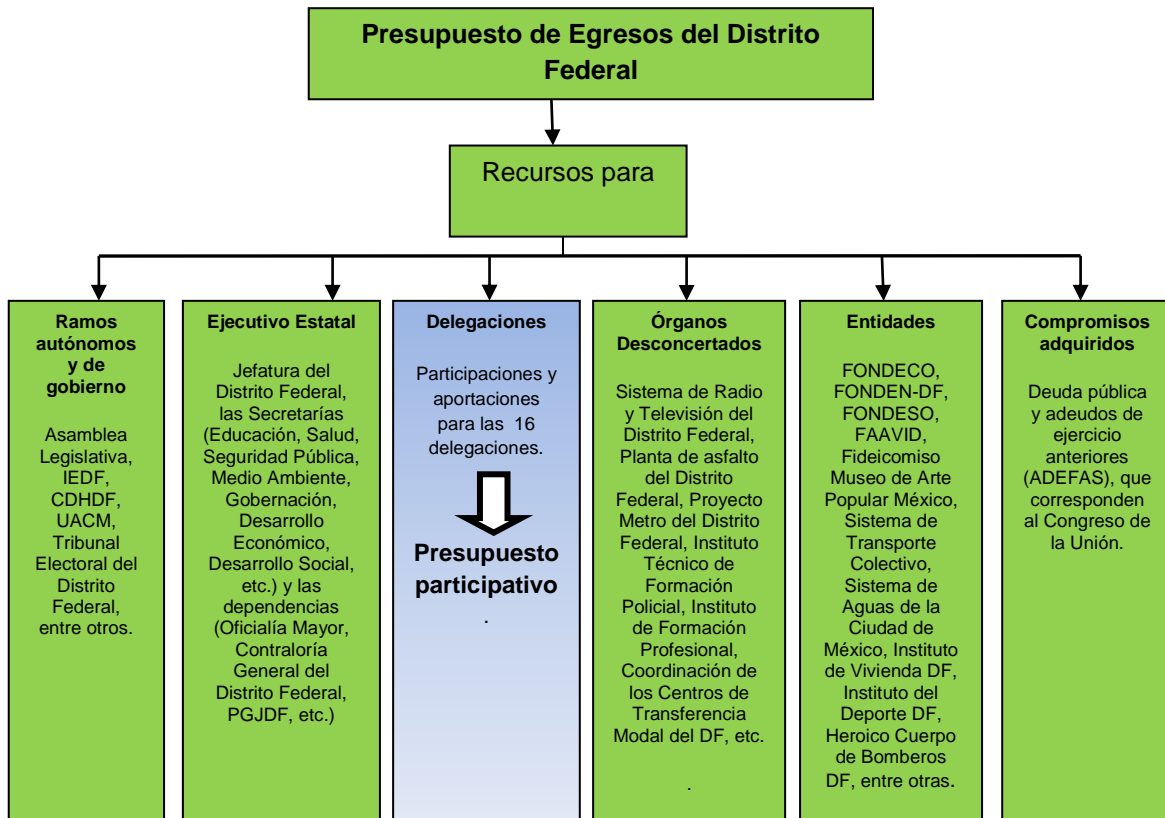 Presupuesto de Egresos del Distrito
Federal
Recursos para
Ramos
autónomos
y de
gobierno
Asamblea
Legislativa,
IEDF,
CDHDF,
UACM,
Tribunal
Electoral del
Distrito
Federal,
entre otros.
Ejecutivo Estatal
Jefatura del
Distrito Federal,
las Secretarías
(Educación, Salud,
Seguridad Pública,
Medio Ambiente,
Gobernación,
Desarrollo
Económico,
Desarrollo Social,
etc.) y las
dependencias
(Oficialía Mayor,
Contraloría
General del
Distrito Federal,
PGJDF, etc.)
Delegaciones
Participaciones y
aportaciones
para las 16
delegaciones.
Presupuesto
participativo
.
Órganos
Desconcertados
Sistema de Radio
y Televisión del
Distrito Federal,
Planta de asfalto
del Distrito
Federal, Proyecto
Metro del Distrito
Federal, Instituto
Técnico de
Formación
Policial, Instituto
de Formación
Profesional,
Coordinación de
los Centros de
Transferencia
Modal del DF, etc.
.
Entidades
FONDECO,
FONDEN-DF,
FONDESO,
FAAVID,
Fideicomiso
Museo de Arte
Popular México,
Sistema de
Transporte
Colectivo,
Sistema de
Aguas de la
Ciudad de
México, Instituto
de Vivienda DF,
Instituto del
Deporte DF,
Heroico Cuerpo
de Bomberos
DF, entre otras.
Compromisos
adquiridos
Deuda pública
y adeudos de
ejercicio
anteriores
(ADEFAS), que
corresponden
al Congreso de
la Unión.